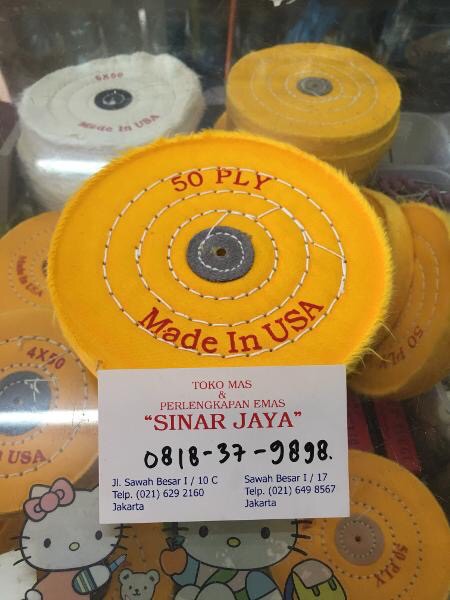 6X50
Made In USA
50 PLY
Made In USA
4X50
USA
50 PLY
50 PLY
TOKO MAS
&
PERLENGKAPAN EMAS
"SINAR JAYA"
0818-37-9898.
Jl. Sawah Besar I / 10 C
Telp. (021) 629 2160
Jakarta
Sawah Besar I / 17
Telp. (021) 649 8567
Jakarta